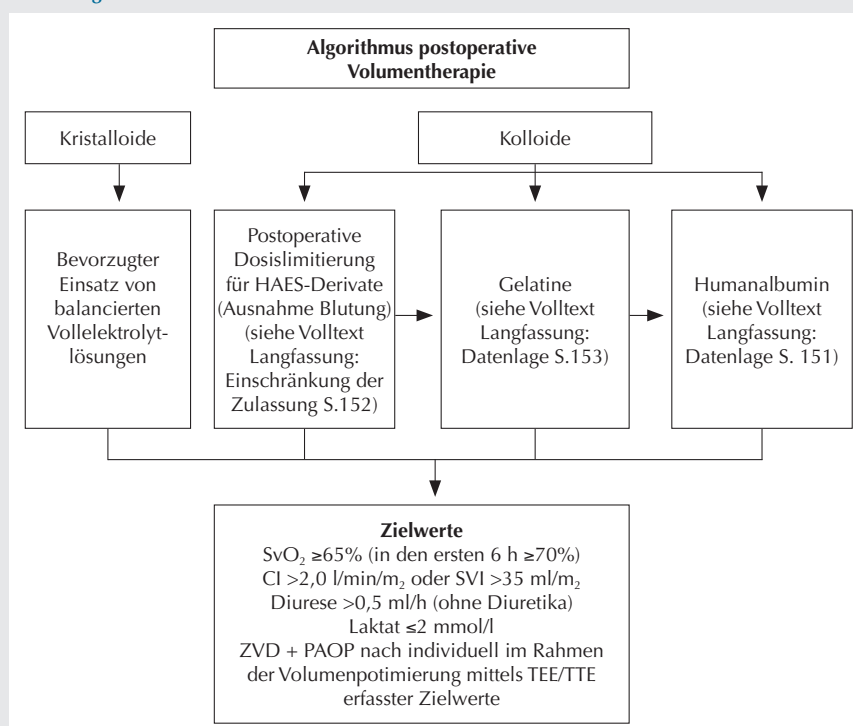 Algorithmus postoperative
Volumentherapie
Kristalloide
Kolloide
Bevorzugter
Einsatz von
balancierten
Vollelektrolyt-
lösungen
Postoperative
Dosislimitierung
für HAES-Derivate
(Ausnahme Blutung)
(siehe Volltext
Langfassung:
Einschränkung der
Zulassung S.152)
Gelatine
(siehe Volltext
Langfassung:
Datenlage S.153)
Humanalbumin
(siehe Volltext
Langfassung:
Datenlage S. 151)
Zielwerte
SvO₂ ≥65% (in den ersten 6 h ≥70%)
CI >2,0 l/min/m₂ oder SVI >35 ml/m₂
Diurese >0,5 ml/h (ohne Diuretika)
Laktat ≤2 mmol/l
ZVD + PAOP nach individuell im Rahmen
der Volumenpotimierung mittels TEE/TTE
erfasster Zielwerte